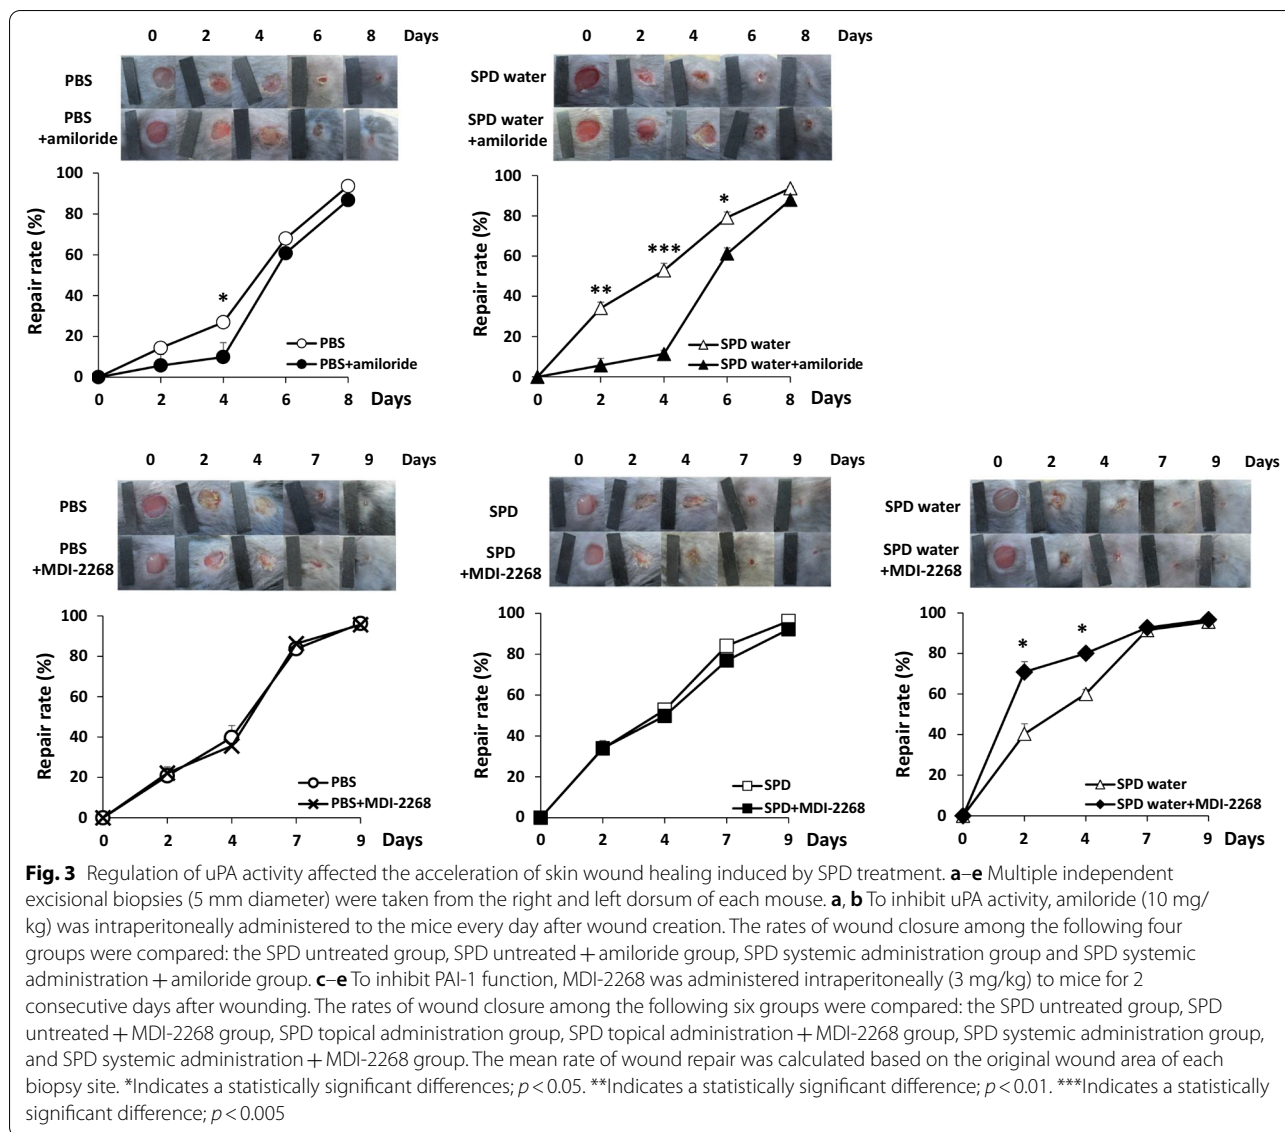 0 2 4 6 8 Days
PBS
PBS
+amiloride
Repair rate (%)
100
80
60
40
20
0
*
PBS
PBS+amiloride
0 2 4 6 8 Days
0 2 4 6 8 Days
SPD water
SPD water
+amiloride
Repair rate (%)
100
80
60
40
20
0
**
***
*
SPD water
SPD water+amiloride
0 2 4 6 8 Days
0 2 4 7 9 Days
PBS
PBS
+MDI-2268
Repair rate (%)
100
80
60
40
20
0
PBS
PBS+MDI-2268
0 2 4 7 9 Days
0 2 4 7 9 Days
SPD
SPD
+MDI-2268
Repair rate (%)
100
80
60
40
20
0
SPD
SPD+MDI-2268
0 2 4 7 9 Days
0 2 4 7 9 Days
SPD water
SPD water
+MDI-2268
Repair rate (%)
100
80
60
40
20
0
*
*
SPD water
SPD water+MDI-2268
0 2 4 7 9 Days
Fig. 3 Regulation of uPA activity affected the acceleration of skin wound healing induced by SPD treatment. a–e Multiple independent
excisional biopsies (5 mm diameter) were taken from the right and left dorsum of each mouse. a, b To inhibit uPA activity, amiloride (10 mg/
kg) was intraperitoneally administered to the mice every day after wound creation. The rates of wound closure among the following four
groups were compared: the SPD untreated group, SPD untreated + amiloride group, SPD systemic administration group and SPD systemic
administration + amiloride group. c–e To inhibit PAI-1 function, MDI-2268 was administered intraperitoneally (3 mg/kg) to mice for 2
consecutive days after wounding. The rates of wound closure among the following six groups were compared: the SPD untreated group, SPD
untreated + MDI-2268 group, SPD topical administration group, SPD topical administration + MDI-2268 group, SPD systemic administration group,
and SPD systemic administration + MDI-2268 group. The mean rate of wound repair was calculated based on the original wound area of each
biopsy site. *Indicates a statistically significant differences; p < 0.05. **Indicates a statistically significant difference; p < 0.01. ***Indicates a statistically
significant difference; p < 0.005